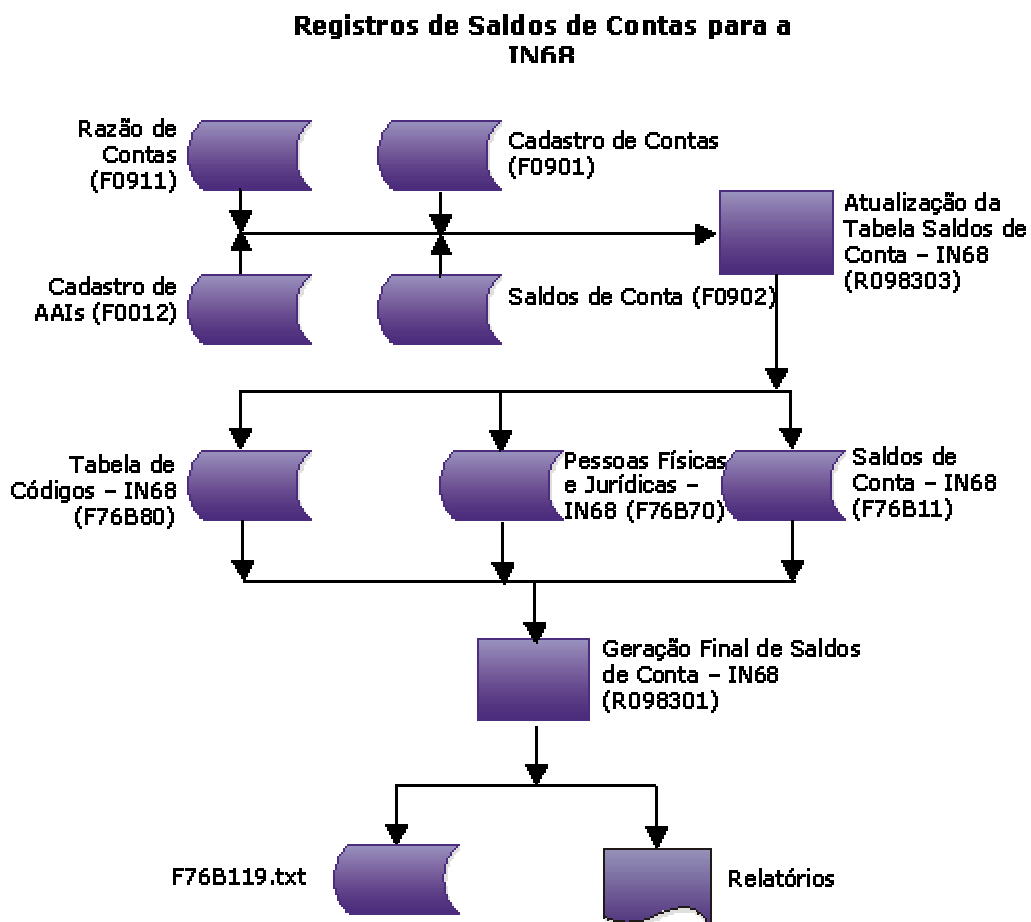 Registros de Saldos de Contas para a
IN68
Razão de
Contas
(F0911)
Cadastro de Contas
(F0901)
Atualização da
Tabela Saldos de
Conta – IN68
(R098303)
Cadastro de
AAIs (F0012)
Saldos de Conta (F0902)
Tabela de
Códigos – IN68
(F76B80)
Pessoas Físicas
e Jurídicas –
IN68 (F76B70)
Saldos de
Conta – IN68
(F76B11)
Geração Final de Saldos
de Conta – IN68
(R098301)
F76B119.txt
Relatórios